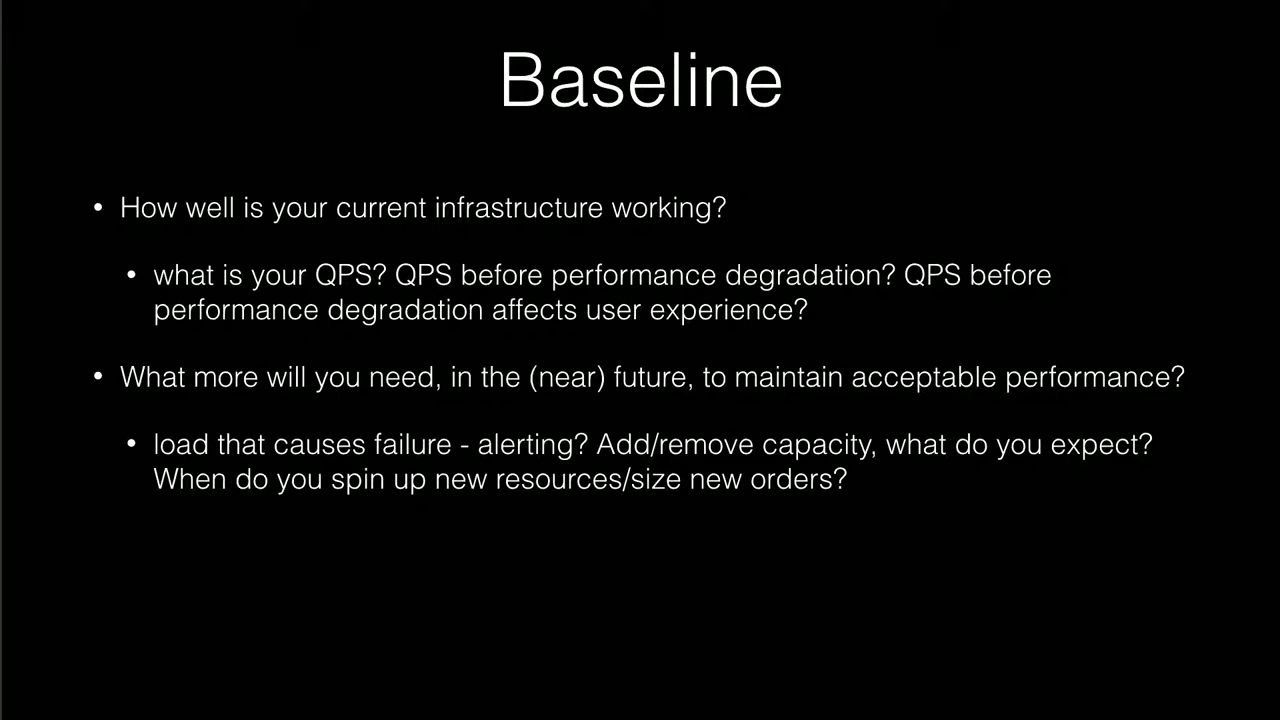 Baseline
• How well is your current infrastructure working?
• what is your QPS? QPS before performance degradation? QPS before
performance degradation affects user experience?
• What more will you need, in the (near) future, to maintain acceptable performance?
• load that causes failure - alerting? Add/remove capacity, what do you expect?
When do you spin up new resources/size new orders?